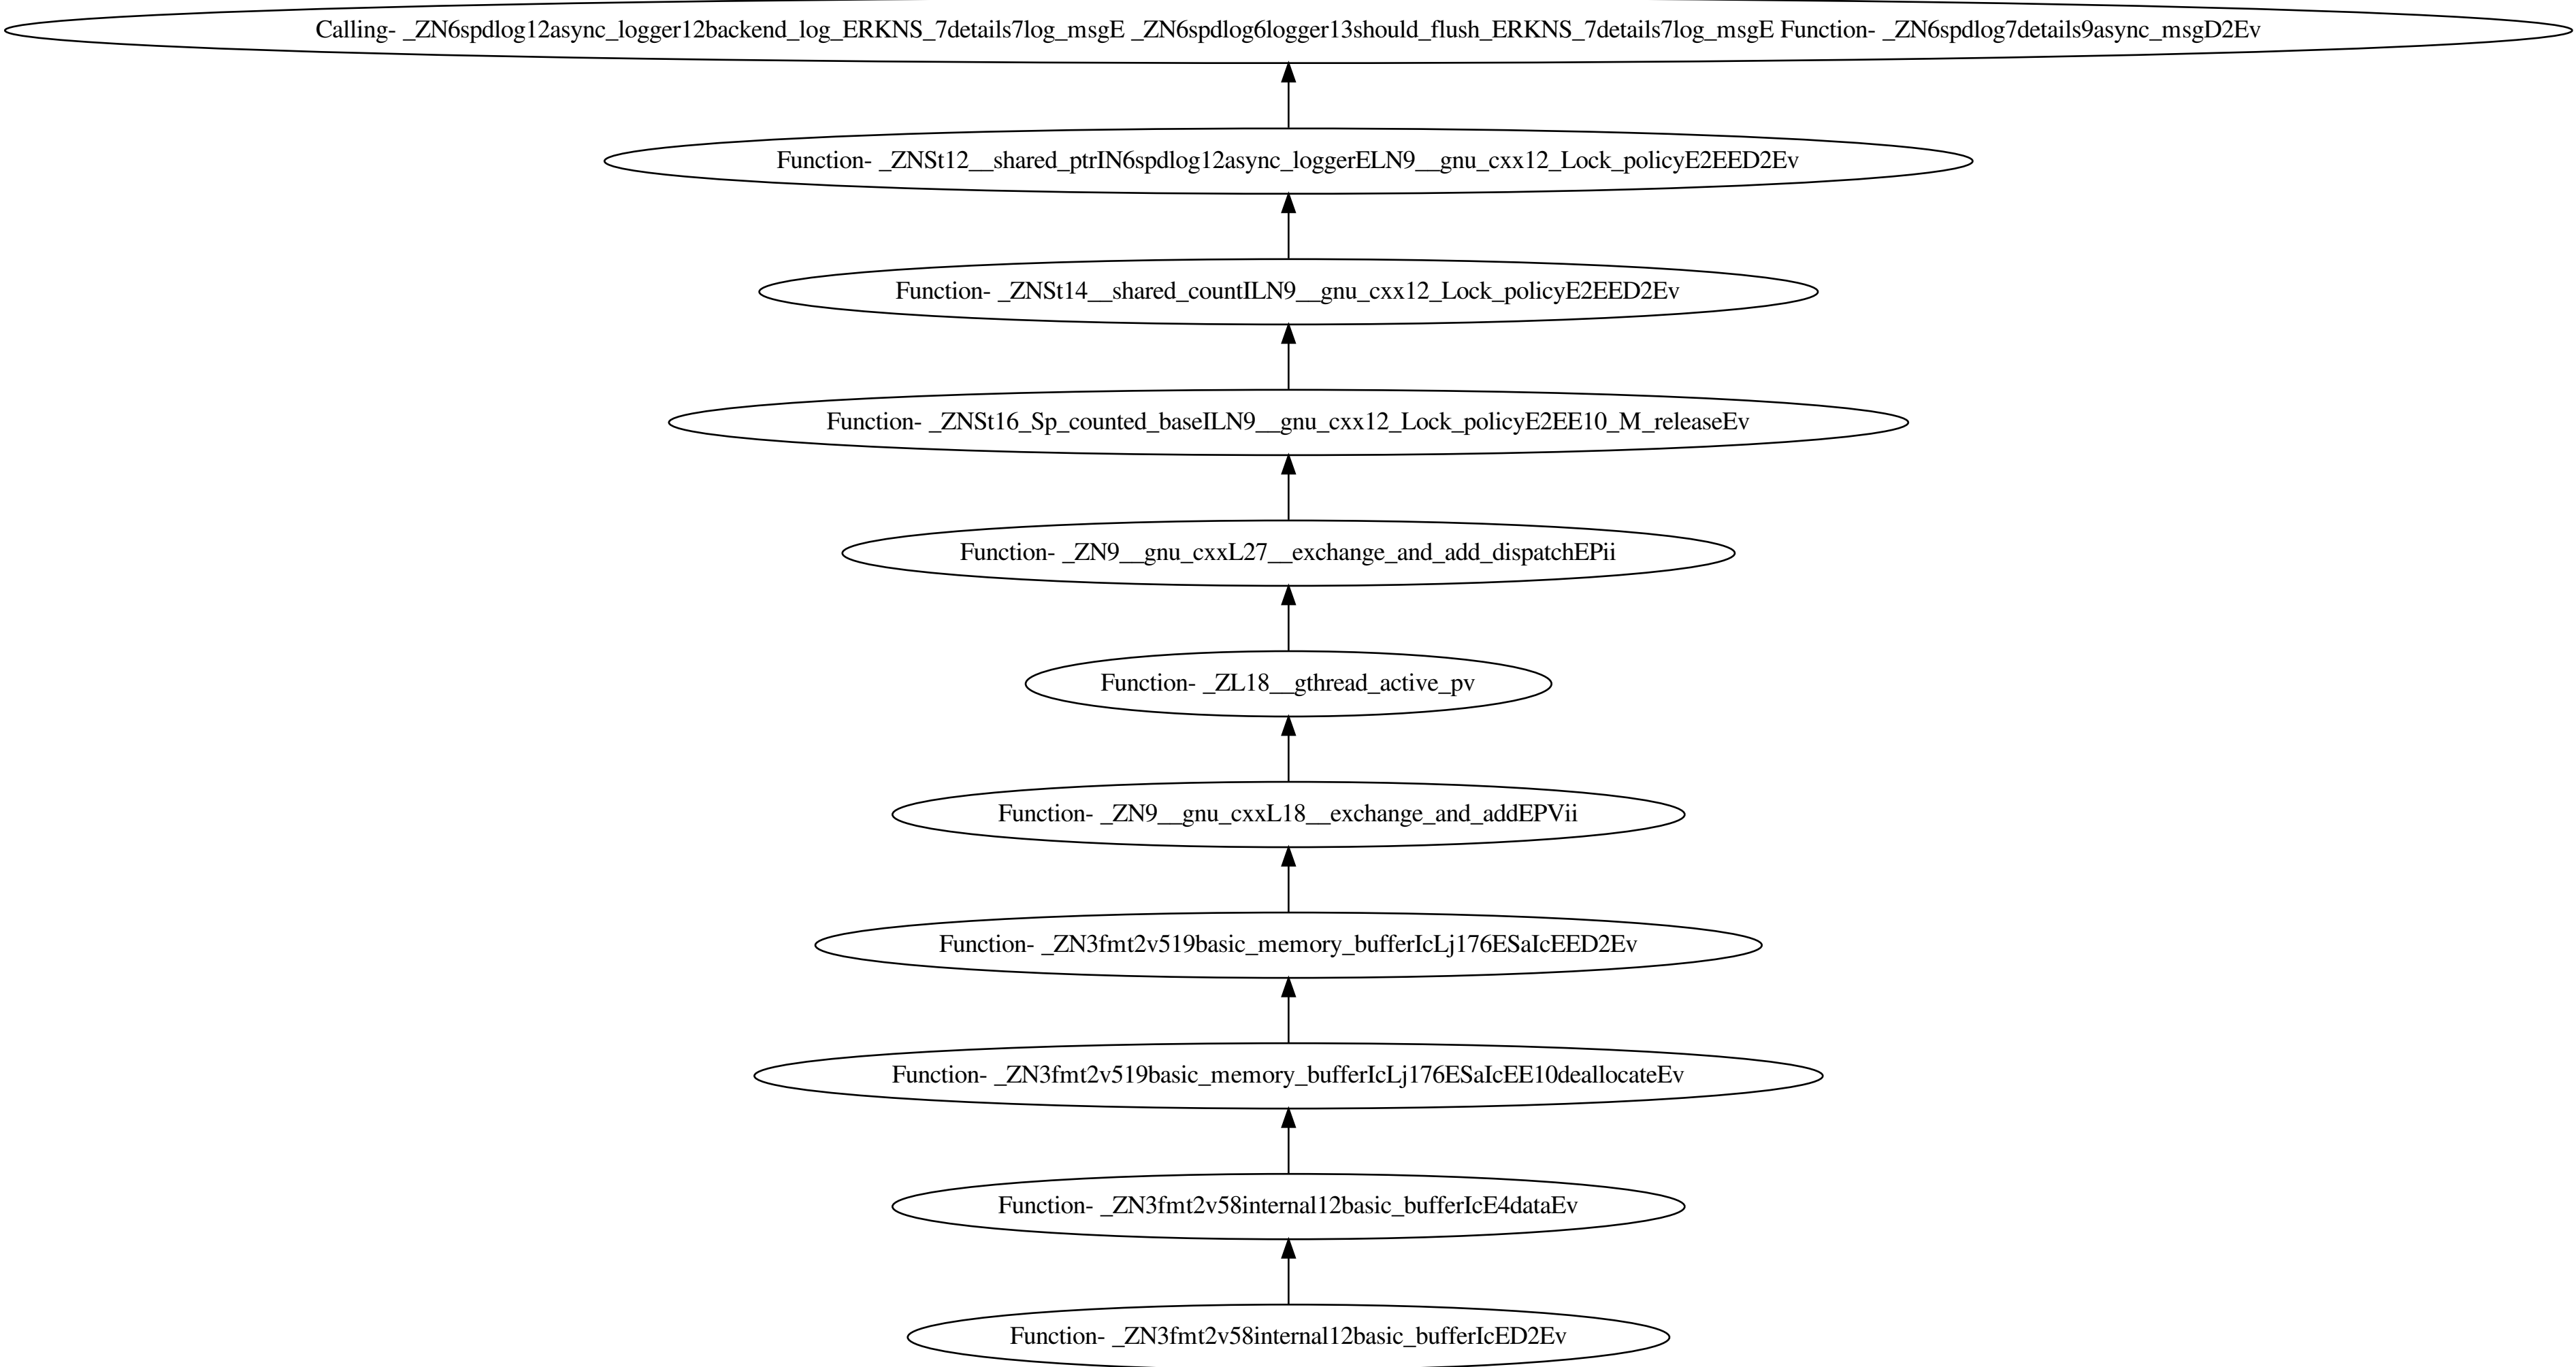 Calling- _ZN6spdlog12async_logger12backend_log_ERKNS_7details7log_msgE _ZN6spdlog6logger13should_flush_ERKNS_7details7log_msgE Function- _ZN6spdlog7details9async_msgD2Ev
Function- _ZNSt12__shared_ptrIN6spdlog12async_loggerELN9__gnu_cxx12_Lock_policyE2EED2Ev
Function- _ZNSt14__shared_countILN9__gnu_cxx12_Lock_policyE2EED2Ev
Function- _ZNSt16_Sp_counted_baseILN9__gnu_cxx12_Lock_policyE2EE10_M_releaseEv
Function- _ZN9__gnu_cxxL27__exchange_and_add_dispatchEPii
Function- _ZL18__gthread_active_pv
Function- _ZN9__gnu_cxxL18__exchange_and_addEPVii
Function- _ZN3fmt2v519basic_memory_bufferIcLj176ESaIcEED2Ev
Function- _ZN3fmt2v519basic_memory_bufferIcLj176ESaIcEE10deallocateEv
Function- _ZN3fmt2v58internal12basic_bufferIcE4dataEv
Function- _ZN3fmt2v58internal12basic_bufferIcED2Ev